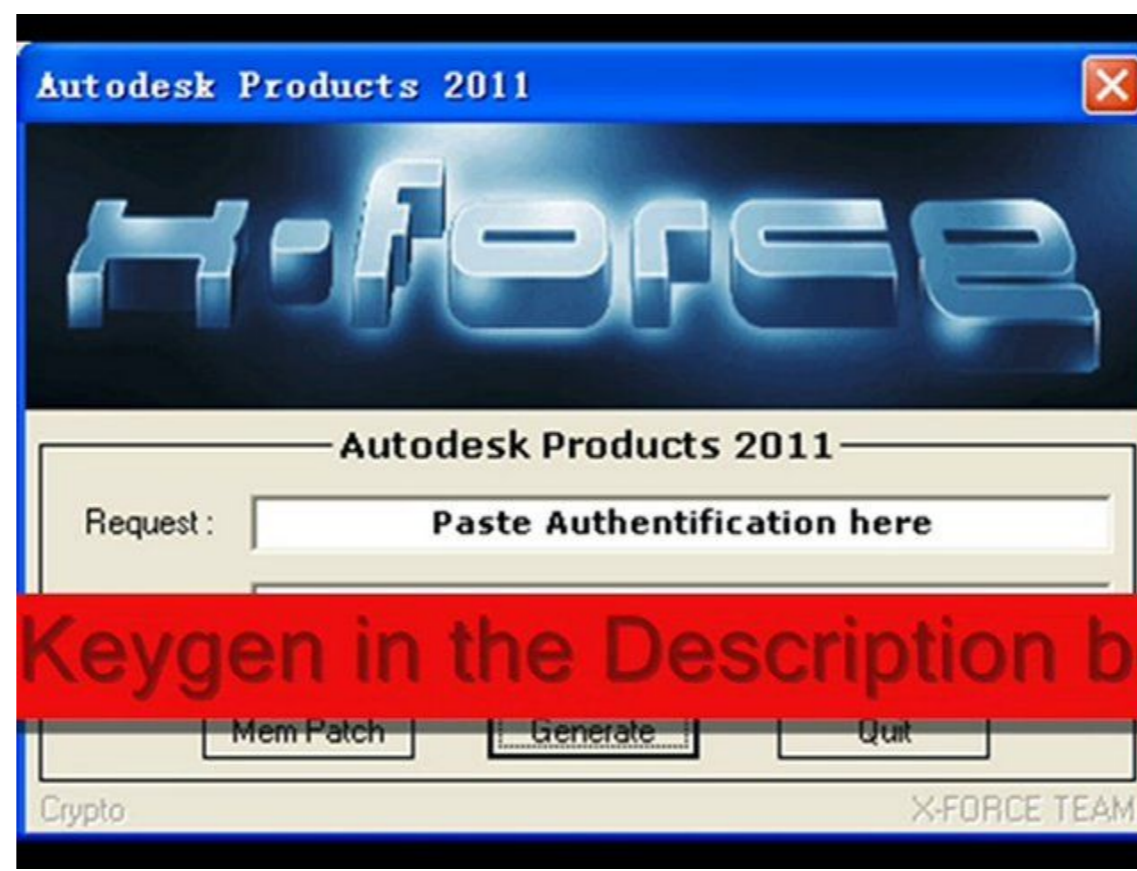 Autodesk Products 2011
X-Force
Autodesk Products 2011
Request :
Paste Authentification here
Keygen in the Description b
Mem Patch
Generate
Quit
Crypto
X-FORCE TEAM